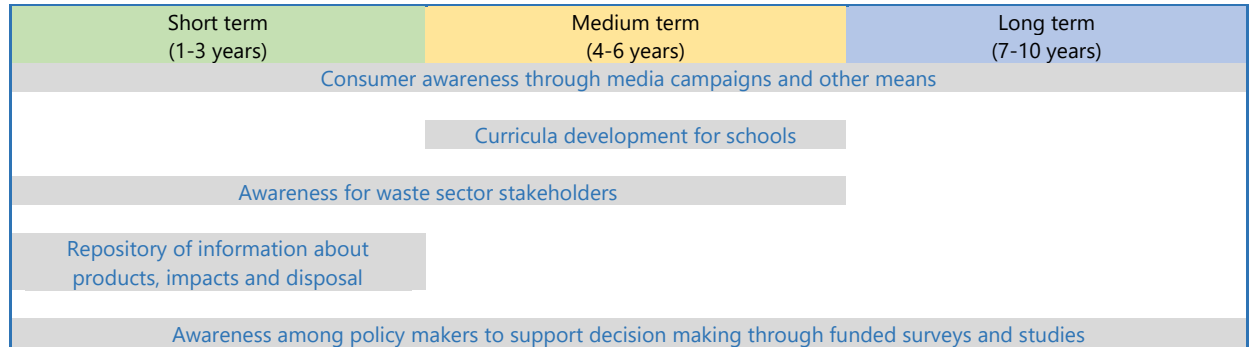 Short term
(1-3 years)
Medium term
(4-6 years)
Long term
(7-10 years)
Consumer awareness through media campaigns and other means
Curricula development for schools
Awareness for waste sector stakeholders
Repository of information about
products, impacts and disposal
Awareness among policy makers to support decision making through funded surveys and studies